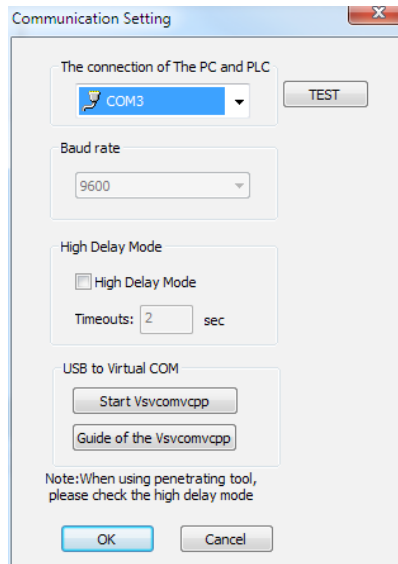 Communication Setting
The connection of The PC and PLC
COM3
TEST
Baud rate
9600
High Delay Mode
High Delay Mode
Timeouts: 2 sec
USB to Virtual COM
Start Vsvcomvcpp
Guide of the Vsvcomvcpp
Note:When using penetrating tool,
please check the high delay mode
OK Cancel